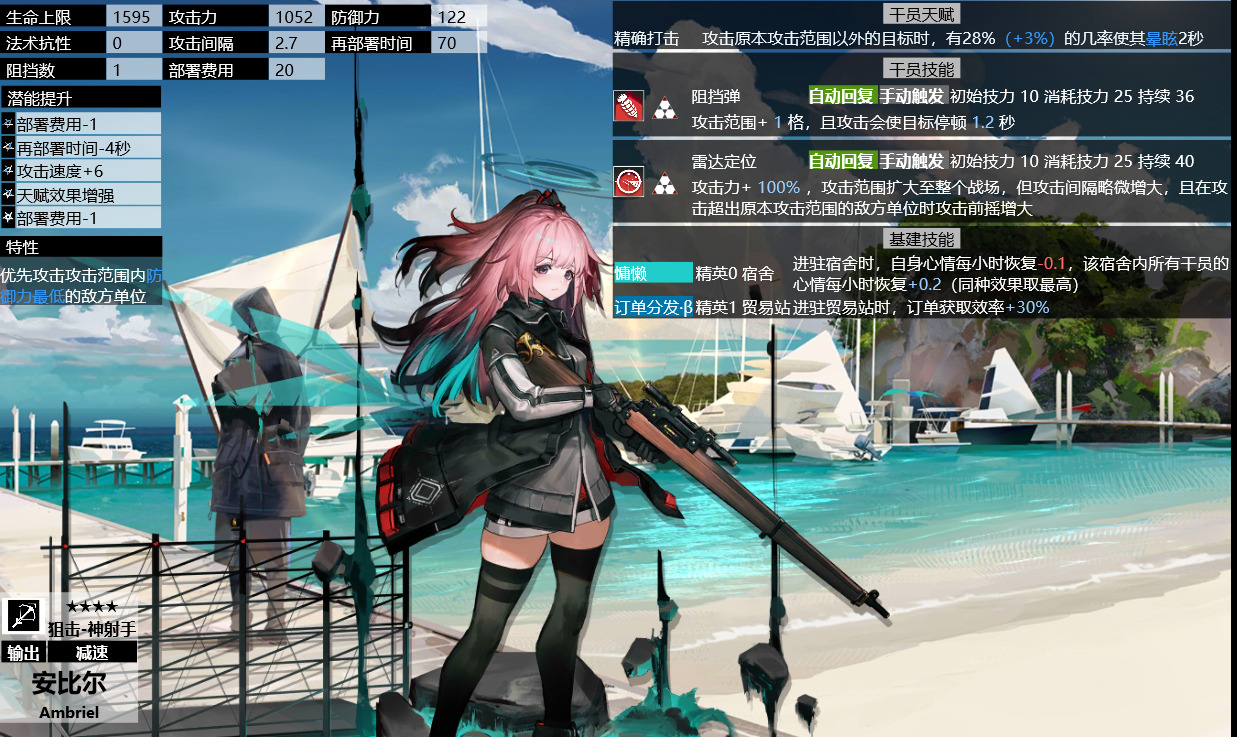 生命上限 1595 攻击力 1052 防御力 122
法术抗性 0 攻击间隔 2.7 再部署时间 70
阻挡数 1 部署费用 20
潜能提升
部署费用-1
再部署时间-4秒
攻击速度+6
天赋效果增强
部署费用-1
特性
优先攻击攻击范围内防
御力最低的敌方单位
干员天赋
精确打击 攻击原本攻击范围以外的目标时，有28%（+3%）的几率使其晕眩2秒
干员技能
阻挡弹 自动回复 手动触发 初始技力 10 消耗技力 25 持续 36
攻击范围+ 1 格，且攻击会使目标停顿 1.2 秒
雷达定位 自动回复 手动触发 初始技力 10 消耗技力 25 持续 40
攻击力+ 100% ，攻击范围扩大至整个战场，但攻击间隔略微增大，且在攻
击超出原本攻击范围的敌方单位时攻击前摇增大
基建技能
慵懒 精英0 宿舍 进驻宿舍时，自身心情每小时恢复-0.1，该宿舍内所有干员的
心情每小时恢复+0.2（同种效果取最高）
订单分发·β 精英1 贸易站 进驻贸易站时，订单获取效率+30%
★★★★
狙击-神射手
输出 减速
安比尔
Ambriel